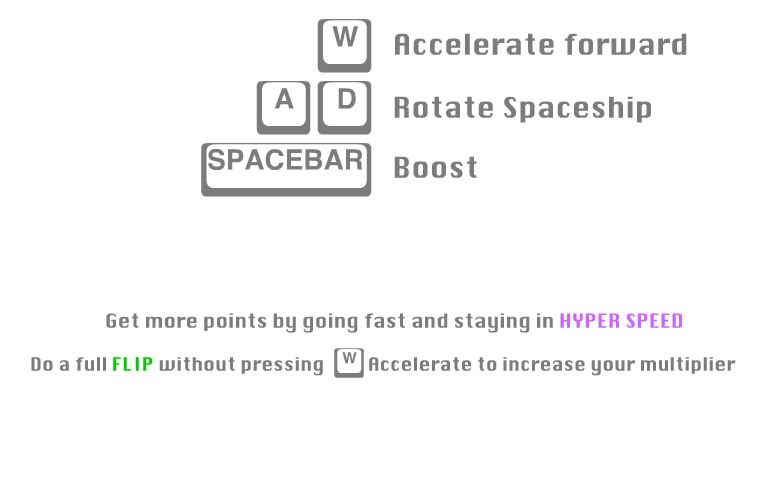 W Accelerate forward
A D Rotate Spaceship
SPACEBAR Boost
Get more points by going fast and staying in HYPER SPEED
Do a full FLIP without pressing W Accelerate to increase your multiplier